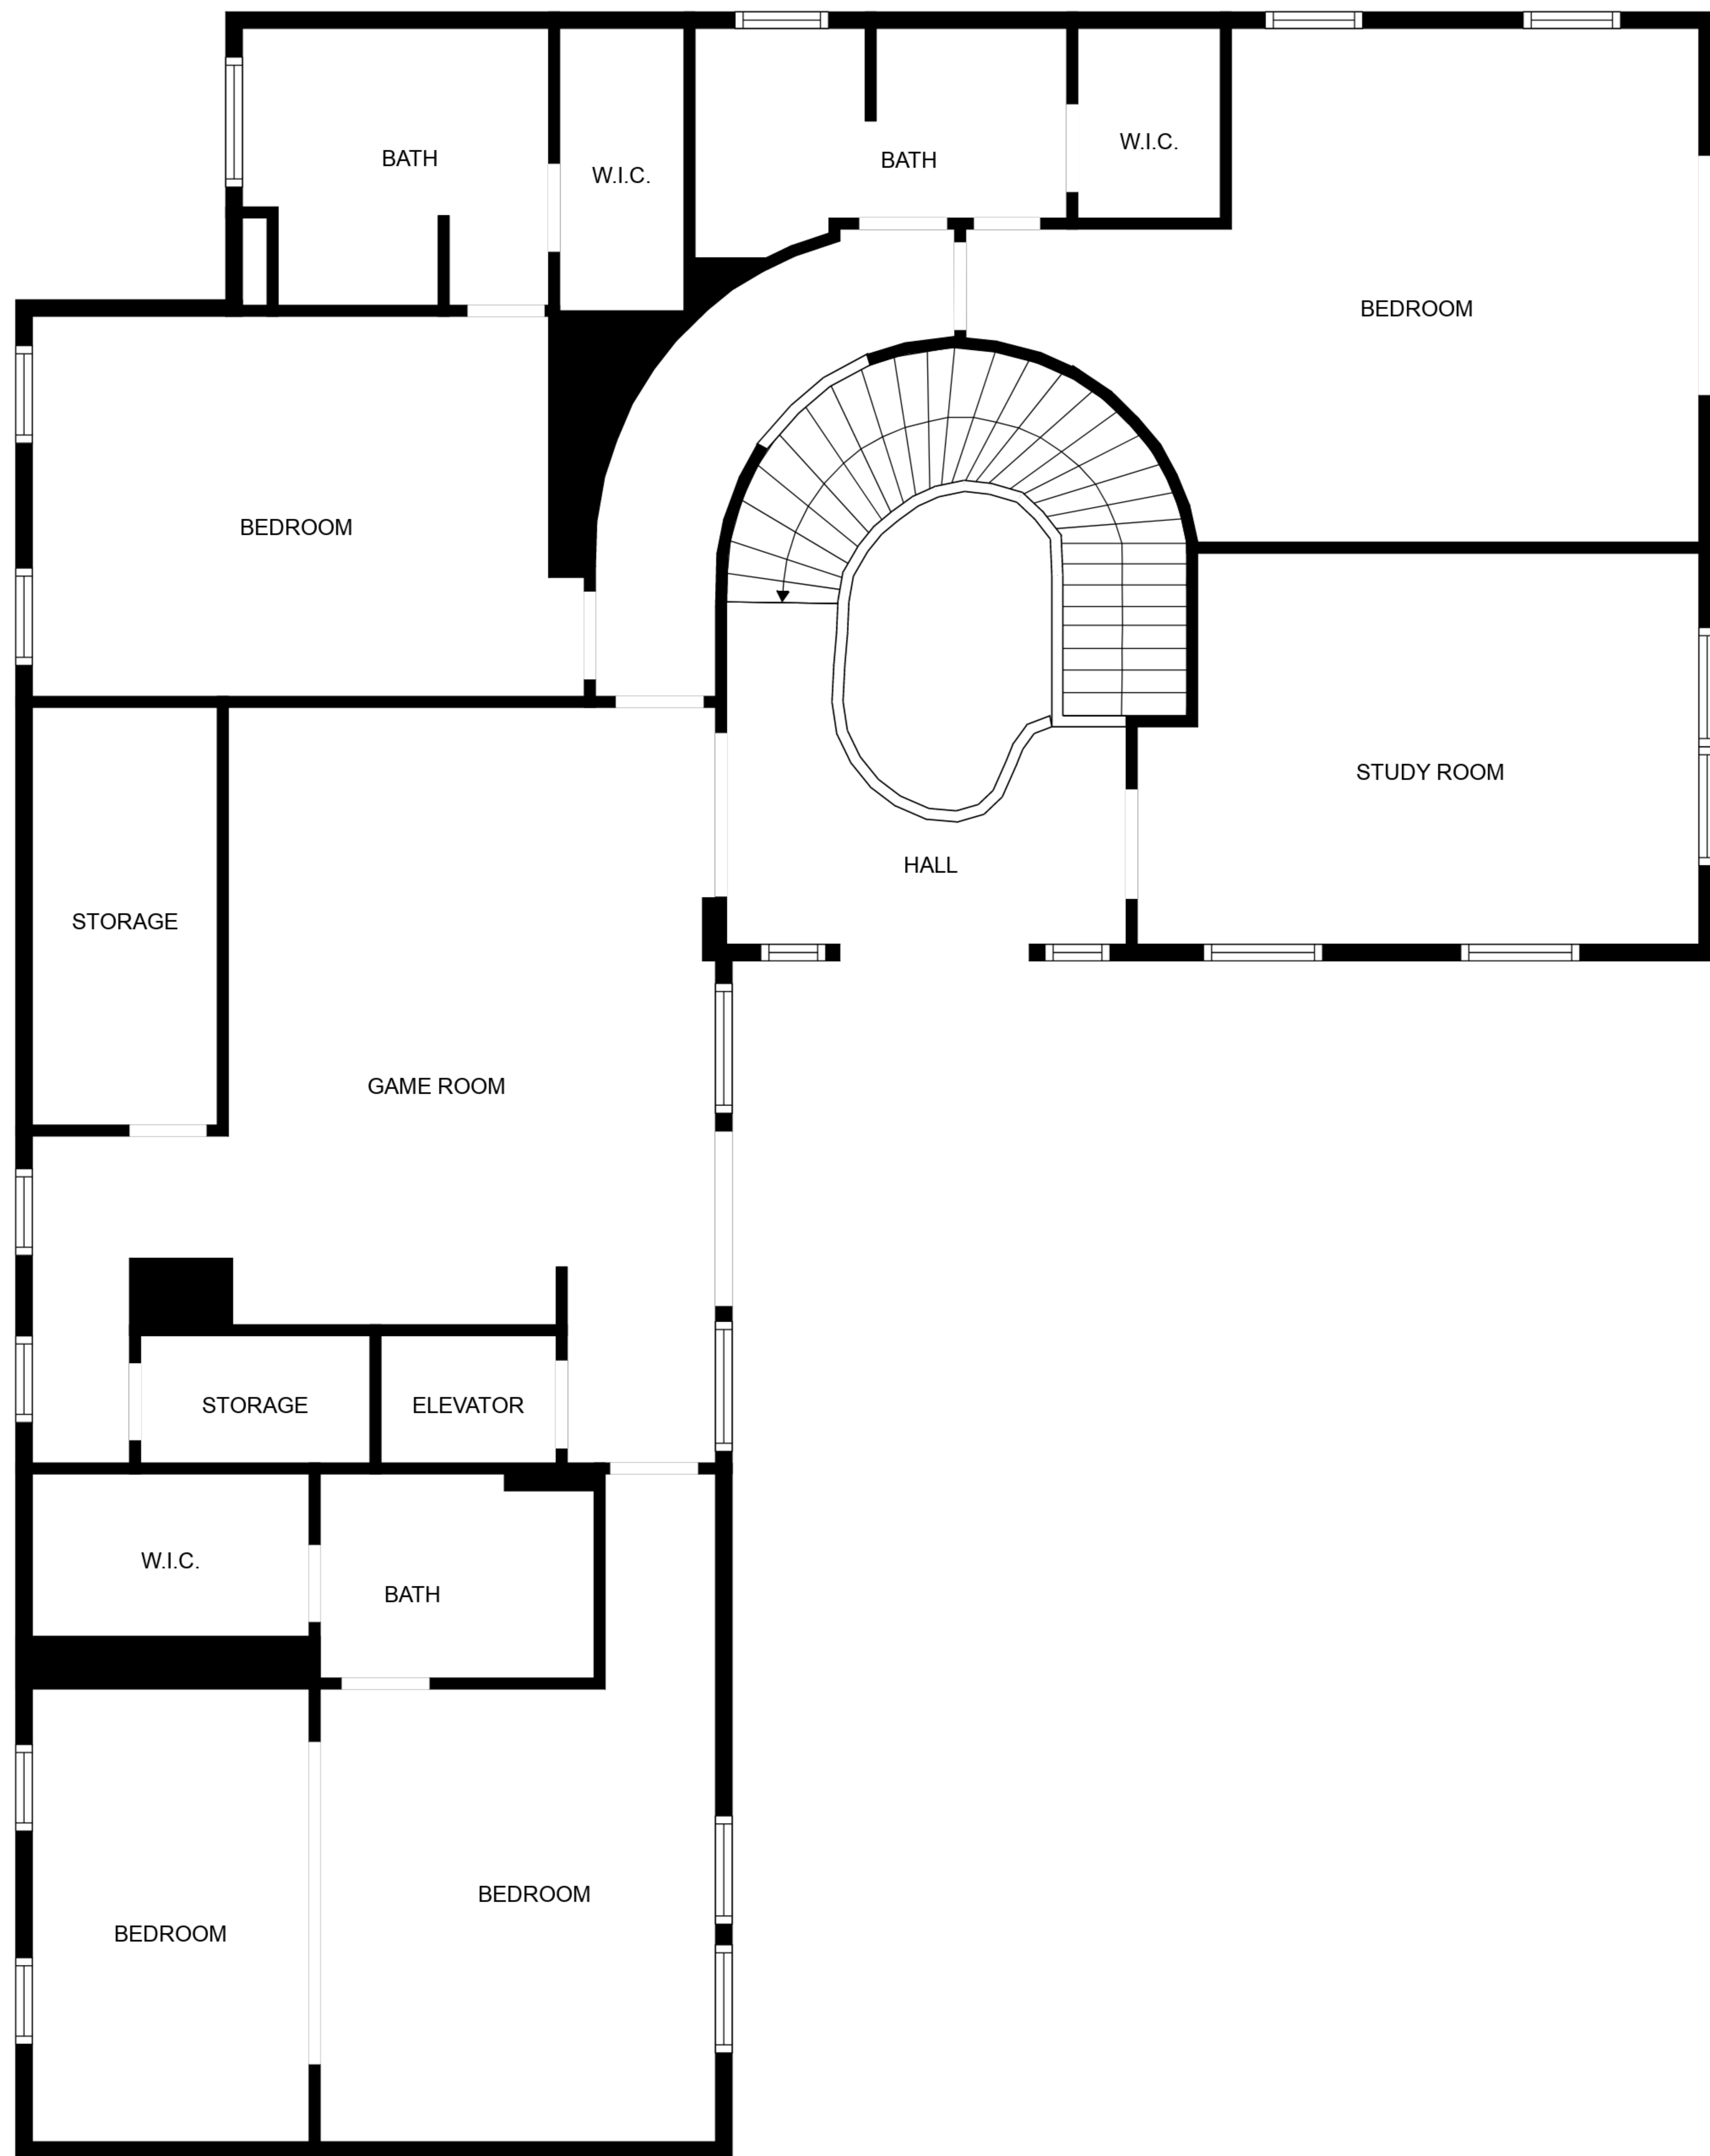 BATH
W.I.C.
BATH
W.I.C.
BEDROOM
BEDROOM
STUDY ROOM
HALL
STORAGE
GAME ROOM
STORAGE
ELEVATOR
W.I.C.
BATH
BEDROOM
BEDROOM